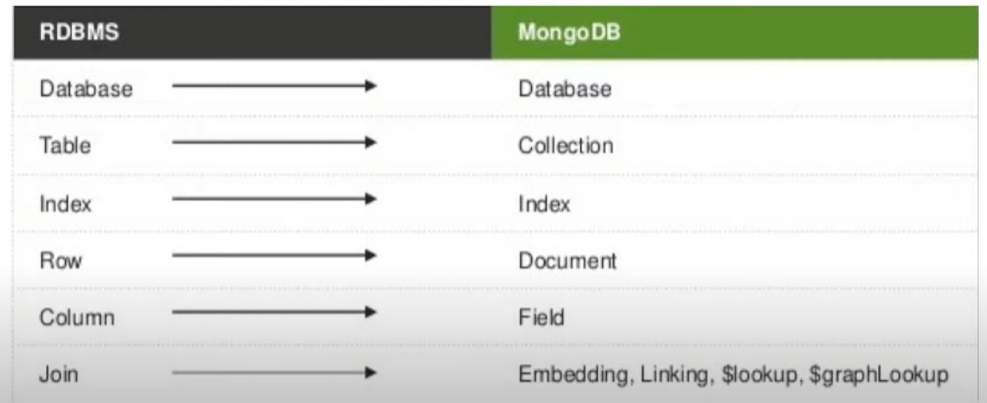 RDBMS MongoDB
Database Database
Table Collection
Index Index
Row Document
Column Field
Join Embedding, Linking, $lookup, $graphLookup